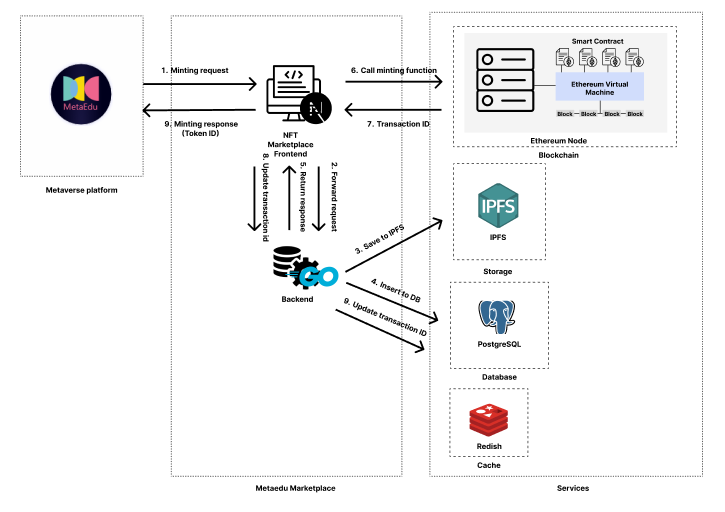 MetaEdu
Metaverse platform
1. Minting request
9. Minting response
(Token ID)
</>
N
NFT
Marketplace
Frontend
8. Update transaction
id
5. Return response
2. Forward request
GO
Backend
Metaedu Marketplace
6. Call minting function
7. Transaction ID
3. Save to IPFS
4. Insert to DB
9. Update transaction ID
Smart Contract
Ethereum Virtual
Machine
Block
Block
Block
Block
Ethereum Node
Blockchain
IPFS
IPFS
Storage
PostgreSQL
Database
Redish
Cache
Services